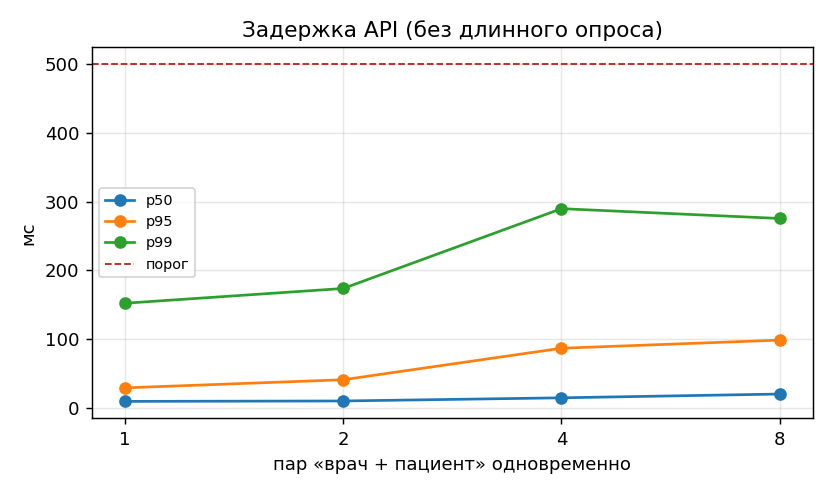 Задержка API (без длинного опроса)
500
400
300
200
100
0
мс
p50
p95
p99
порог
1 2 4 8
пар «врач + пациент» одновременно